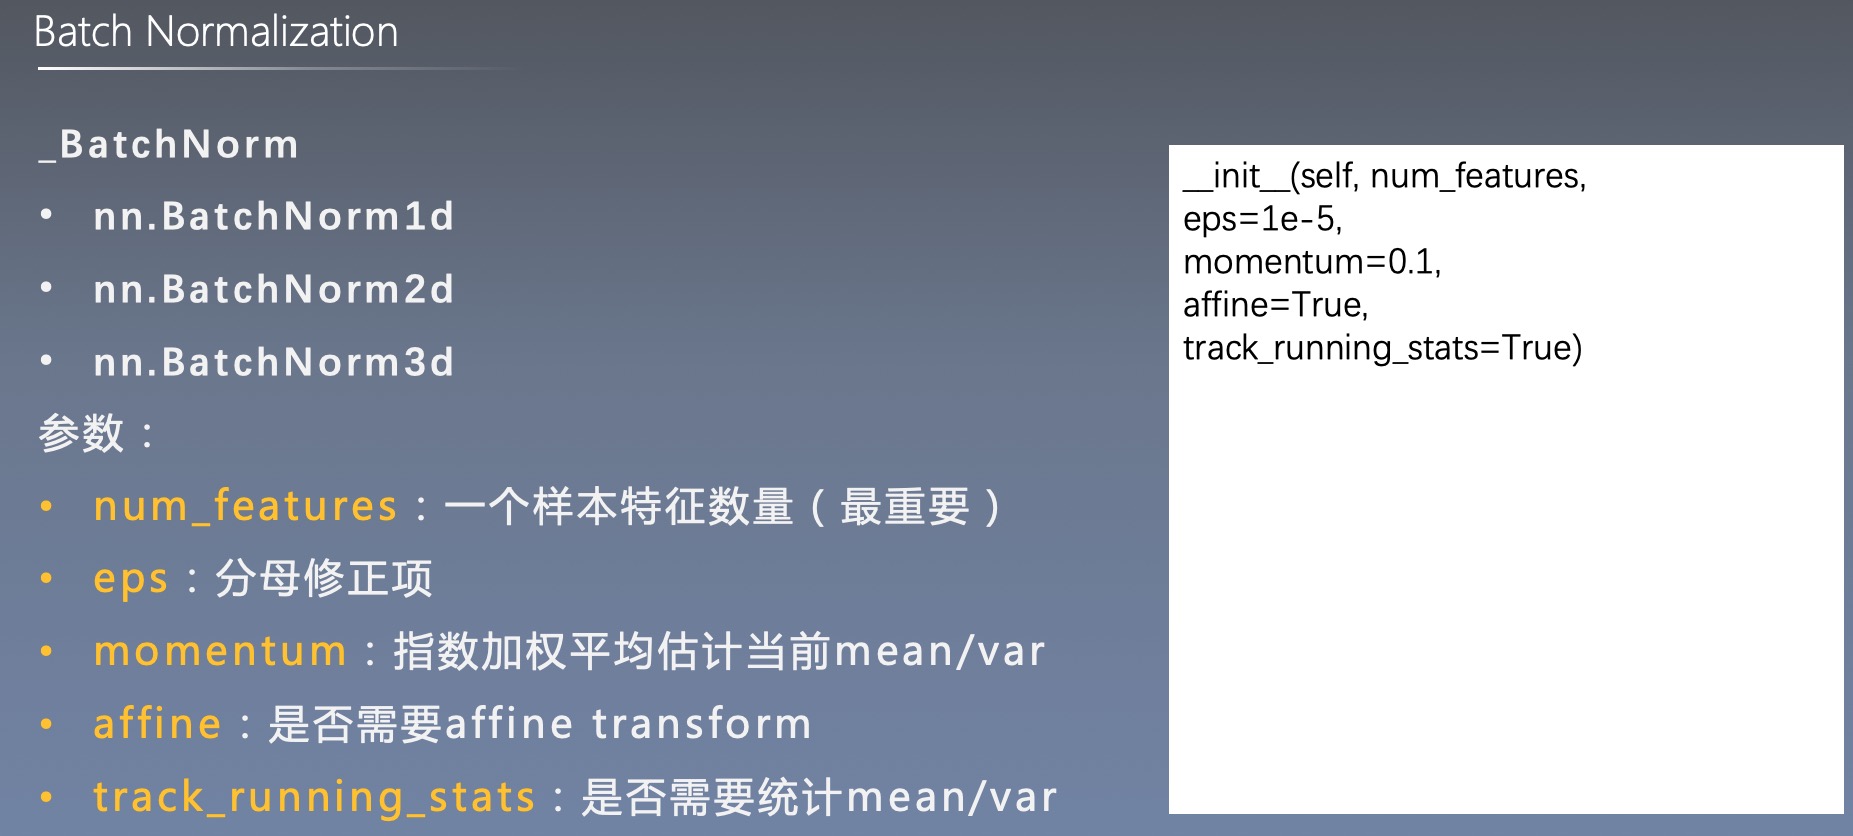 Batch Normalization
_BatchNorm
• nn.BatchNorm1d
• nn.BatchNorm2d
• nn.BatchNorm3d
参数：
• num_features：一个样本特征数量（最重要）
• eps：分母修正项
• momentum：指数加权平均估计当前mean/var
• affine：是否需要affine transform
• track_running_stats：是否需要统计mean/var
__init__(self, num_features,
eps=1e-5,
momentum=0.1,
affine=True,
track_running_stats=True)